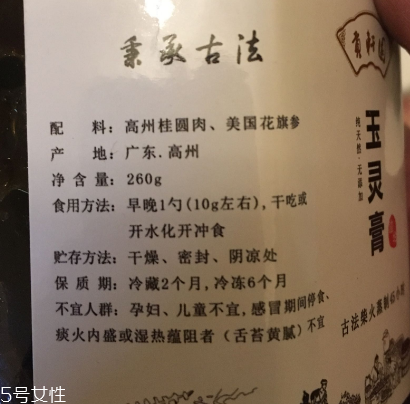 秉承古法
配 料：高州桂圆肉、美国花旗参
产 地：广东.高州
净 含 量：260g
食用方法：早晚1勺(10g左右),干吃或
开水化开冲食
贮存方法：干燥、密封、阴凉处
保 质 期：冷藏2个月,冷冻6个月
不宜人群：孕妇、儿童不宜,感冒期间停食、
痰火内盛或湿热蕴阻者（舌苔黄腻）不宜
玉灵膏
纯天然·无添加
古法柴火蒸制
5号女性